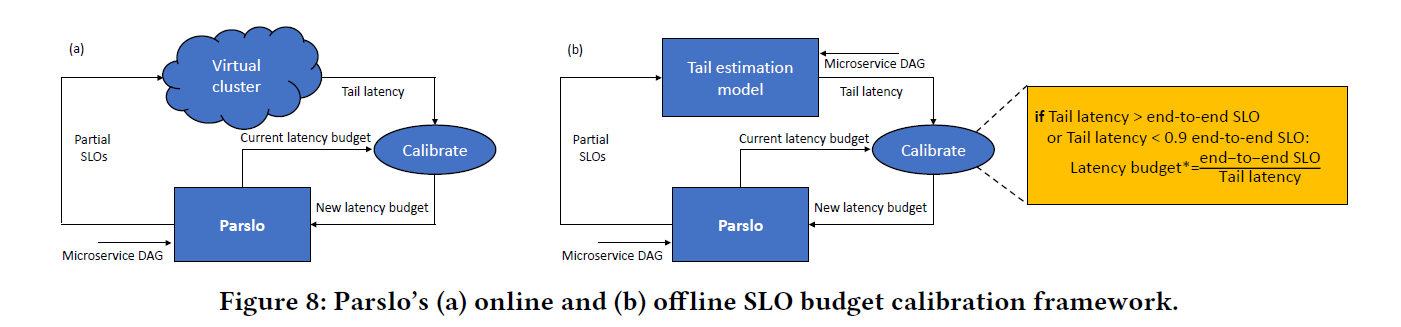 (a)
Virtual
cluster
Tail latency
Partial
SLOs
Current latency budget
Calibrate
New latency budget
Parslo
Microservice DAG
(b)
Tail estimation
model
Microservice DAG
Tail latency
Partial
SLOs
Current latency budget
Calibrate
New latency budget
Parslo
Microservice DAG
if Tail latency > end-to-end SLO
or Tail latency < 0.9 end-to-end SLO:
Latency budget*=end–to–end SLO
Tail latency
Figure 8: Parslo's (a) online and (b) offline SLO budget calibration framework.